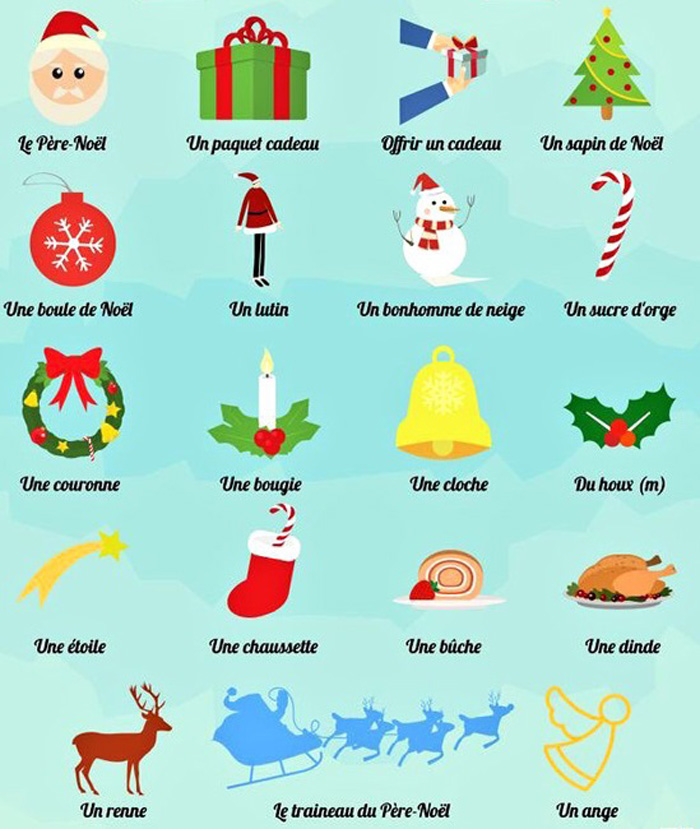 Le Père-Noël
Un paquet cadeau
Offrir un cadeau
Un sapin de Noël
Une boule de Noël
Un lutin
Un bonhomme de neige
Un sucre d'orge
Une couronne
Une bougie
Une cloche
Du houx (m)
Une étoile
Une chaussette
Une bûche
Une dinde
Un renne
Le traineau du Père-Noël
Un ange